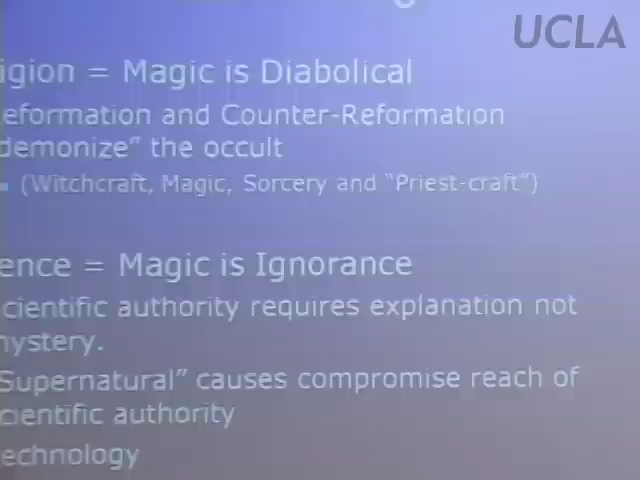 UCLA
igion = Magic is Diabolical
eformation and Counter-Reformation
demonize” the occult
(Witchcraft, Magic, Sorcery and “Priest-craft”)
ence = Magic is Ignorance
cientific authority requires explanation not
mystery.
Supernatural” causes compromise reach of
cientific authority
echnology